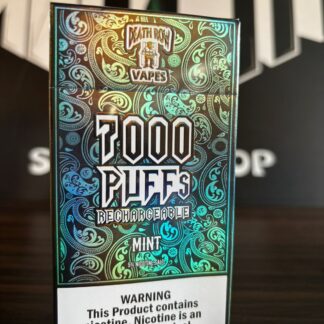 DEATH ROW
VAPES
7000
PUFFS
RECHARGEABLE
MINT
WARNING
This Product contains
nicotine. Nicotine is an